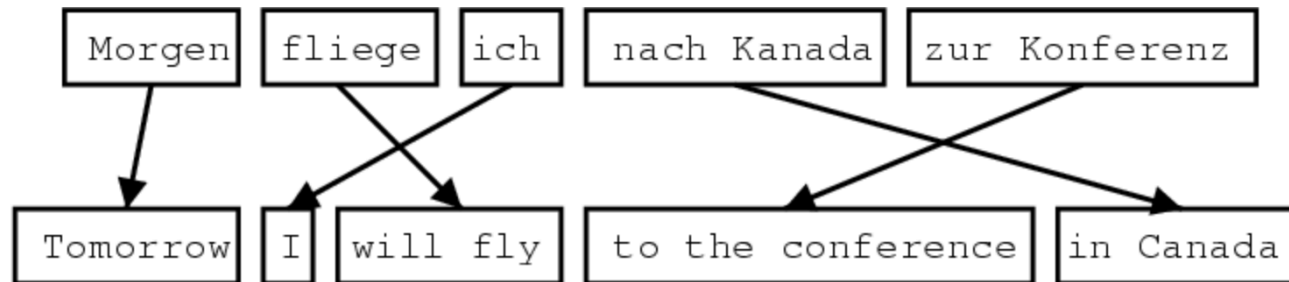 Morgen fliege ich nach Kanada zur Konferenz
Tomorrow I will fly to the conference in Canada